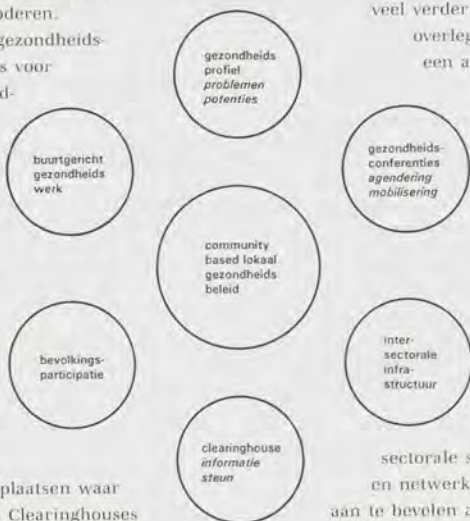 oderen.
gezondheids-
s voor
d-
veel verder
overleg
een a
gezondheids
profiel
problemen
potenties
buurtgericht
gezondheids
werk
gezondheids-
conferenties
agendering
mobilisering
community
based lokaal
gezondheids
beleid
bevolkings-
participatie
inter-
sectorale
infra-
structuur
clearinghouse
informatie
steun
plaatsen waar
Clearinghouses
sectorale s
en netwerk
aan te bevelen a